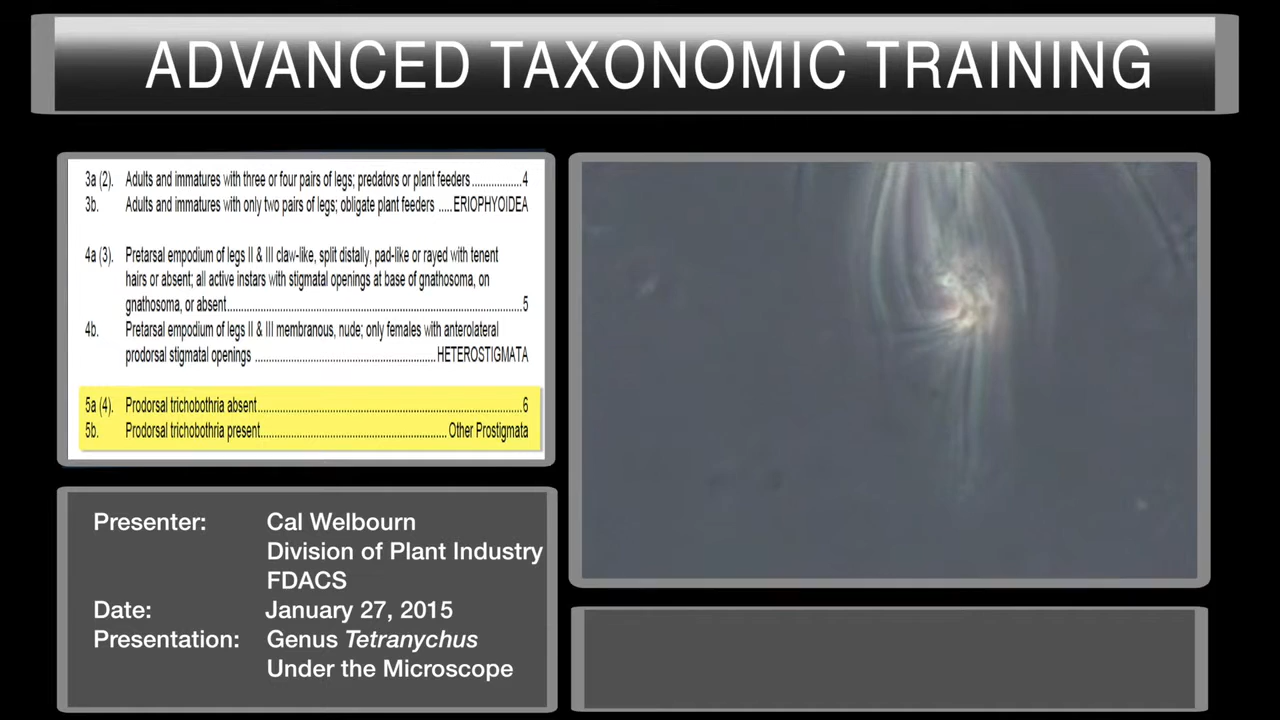 ADVANCED TAXONOMIC TRAINING
3a (2). Adults and immatures with three or four pairs of legs; predators or plant feeders .................4
3b. Adults and immatures with only two pairs of legs; obligate plant feeders .....ERIOPHYOIDEA
4a (3). Pretarsal empodium of legs II & III claw-like, split distally, pad-like or rayed with tenent
hairs or absent; all active instars with stigmatal openings at base of gnathosoma, on
gnathosoma, or absent....................................................................................................5
4b. Pretarsal empodium of legs II & III membranous, nude; only females with anterolateral
prodorsal stigmatal openings .............................................................HETEROSTIGMATA
5a (4). Prodorsal trichobothria absent.........................................................................................6
5b. Prodorsal trichobothria present............................................................... Other Prostigmata
Presenter: Cal Welbourn
Division of Plant Industry
FDACS
Date: January 27, 2015
Presentation: Genus Tetranychus
Under the Microscope